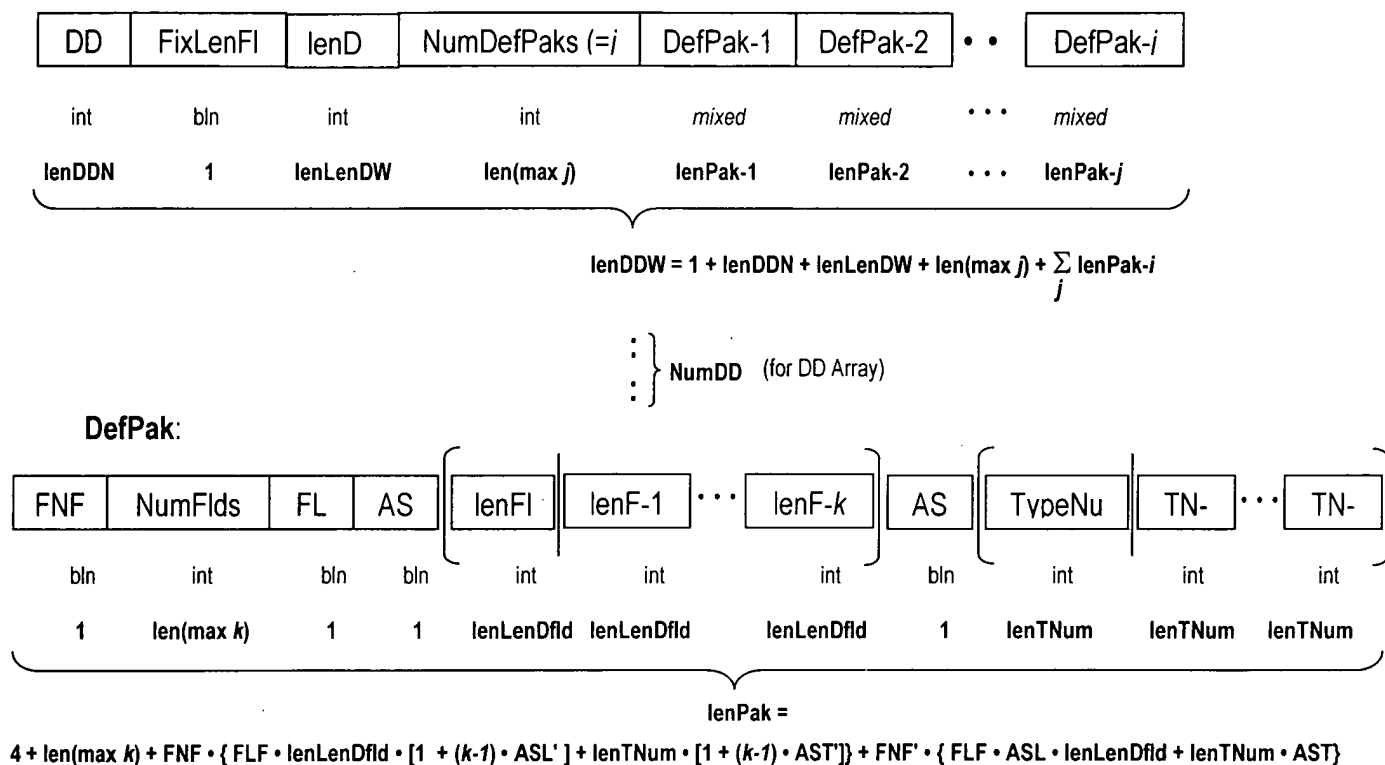 DD FixLenFl lenD NumDefPaks (=i DefPak-1 DefPak-2 • • DefPak-i
int bln int int mixed mixed • • • mixed
lenDDN 1 lenLenDW len(max j) lenPak-1 lenPak-2 • • • lenPak-j
lenDDW = 1 + lenDDN + lenLenDW + len(max j) + ∑ lenPak-i
j
NumDD (for DD Array)
DefPak:
FNF NumFlds FL AS lenFl lenF-1 • • • lenF-k AS TypeNu TN- • • • TN-
bln int bln bln int int int bln int int int
1 len(max k) 1 1 lenLenDfld lenLenDfld lenLenDfld 1 lenTNum lenTNum lenTNum
lenPak =
4 + len(max k) + FNF • { FLF • lenLenDfld • [1 + (k-1) • ASL' ] + lenTNum • [1 + (k-1) • AST']} + FNF' • { FLF • ASL • lenLenDfld + lenTNum • AST}